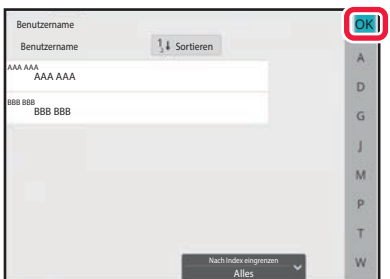 Benutzername
OK
Benutzername
Sortieren
A
AAA AAA
AAA AAA
D
BBB BBB
BBB BBB
G
J
M
P
T
Nach Index eingrenzen
Alles
W